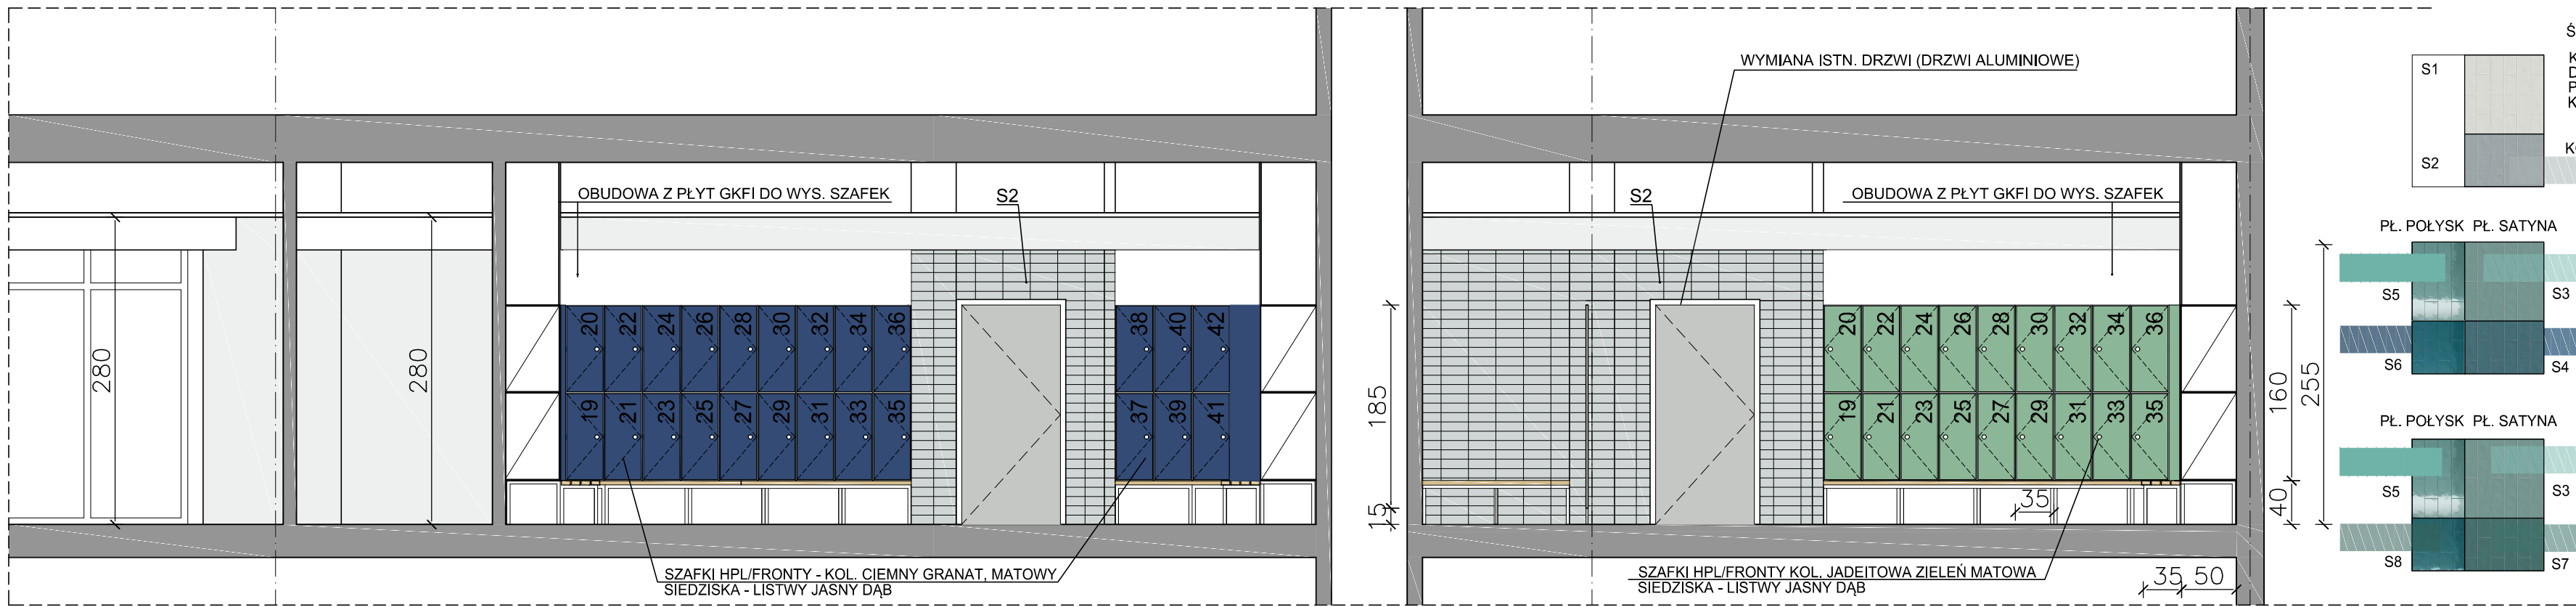 WYMIANA ISTN. DRZWI (DRZWI ALUMINIOWE)
OBUDOWA Z PŁYT GKFI DO WYS. SZAFEK
S2
S2
OBUDOWA Z PŁYT GKFI DO WYS. SZAFEK
280
280
20 22 24 26 28 30 32 34 36 38 40 42
19 21 23 25 27 29 31 33 35 37 39 41
185
15
20 22 24 26 28 30 32 34 36
19 21 23 25 27 29 31 33 35
35
160
255
40
35 50
SZAFKI HPL/FRONTY - KOL. CIEMNY GRANAT, MATOWY
SIEDZISKA - LISTWY JASNY DĄB
SZAFKI HPL/FRONTY KOL. JADEITOWA ZIELEŃ MATOWA
SIEDZISKA - LISTWY JASNY DĄB
S1
S2
PŁ. POŁYSK PŁ. SATYNA
S5 S3
S6 S4
PŁ. POŁYSK PŁ. SATYNA
S5 S3
S8 S7